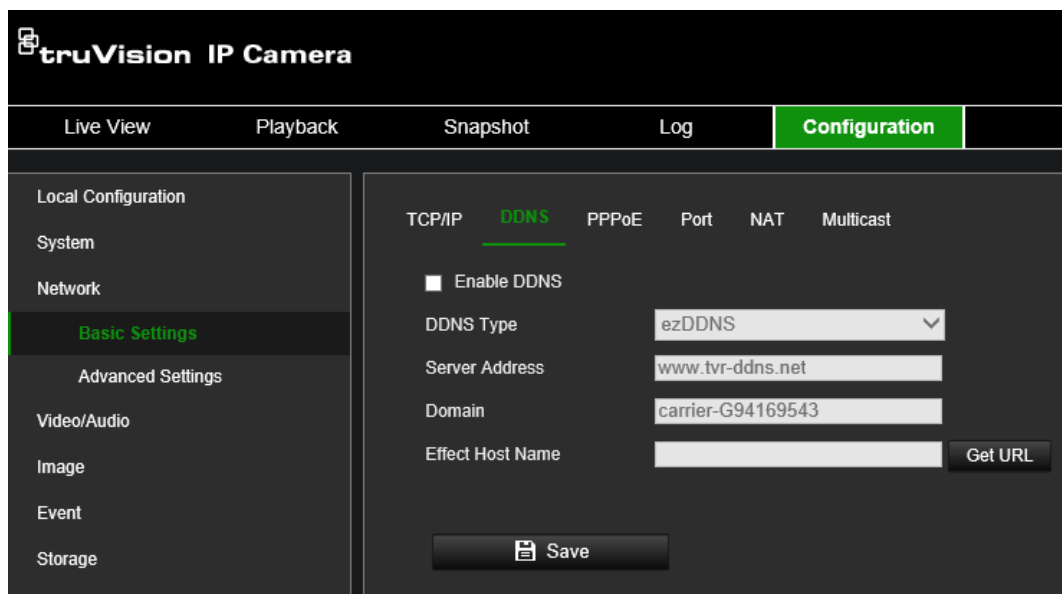 truVision IP Camera
Live View Playback Snapshot Log Configuration
Local Configuration
System
Network
Basic Settings
Advanced Settings
Video/Audio
Image
Event
Storage
TCP/IP DDNS PPPoE Port NAT Multicast
Enable DDNS
DDNS Type ezDDNS
Server Address www.tvr-ddns.net
Domain carrier-G94169543
Effect Host Name Get URL
Save